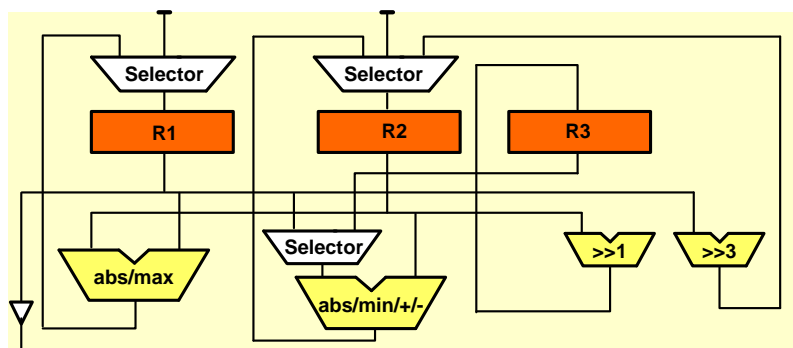 Selector
Selector
R1
R2
R3
Selector
>>1
>>3
abs/max
abs/min/+/-